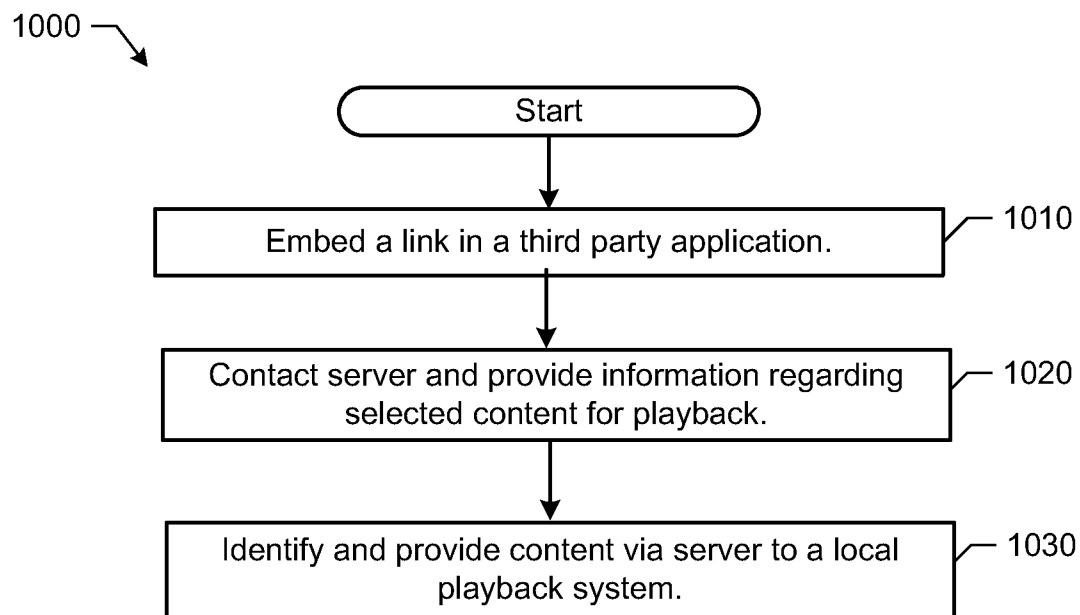 1000
Start
Embed a link in a third party application.
1010
Contact server and provide information regarding
selected content for playback.
1020
Identify and provide content via server to a local
playback system.
1030